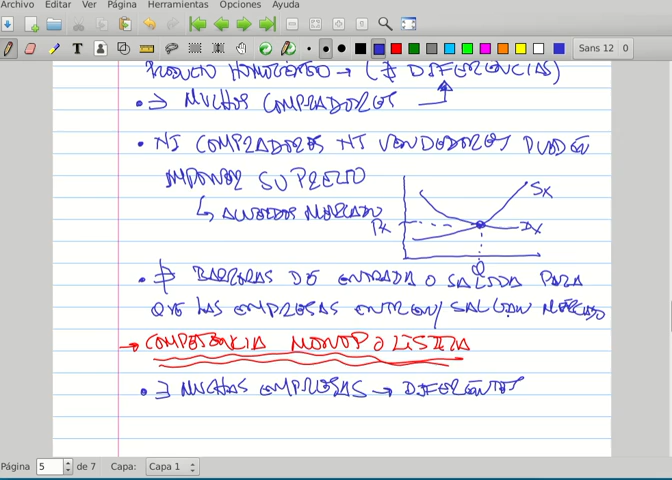 Archivo Editar Ver Página Herramientas Opciones Ayuda
T
Sans 12 0
PRODUCTO HOMOGÉNEO → (∄ DIFERENCIAS)
• ∃ MUCHOS COMPRADORES
• NI COMPRADORES NI VENDEDORES PUEDEN
IMPONER SU PRECIO
↳ MERCADO
SX
PX
DX
Q
• ∄ BARRERAS DE ENTRADA O SALIDA PARA
QUE LAS EMPRESAS ENTREN/SALGAN MERCADO
→ COMPETENCIA MONOPOLISTA
• ∃ MUCHAS EMPRESAS → DIFERENTES
Página 5 de 7 Capa: Capa 1